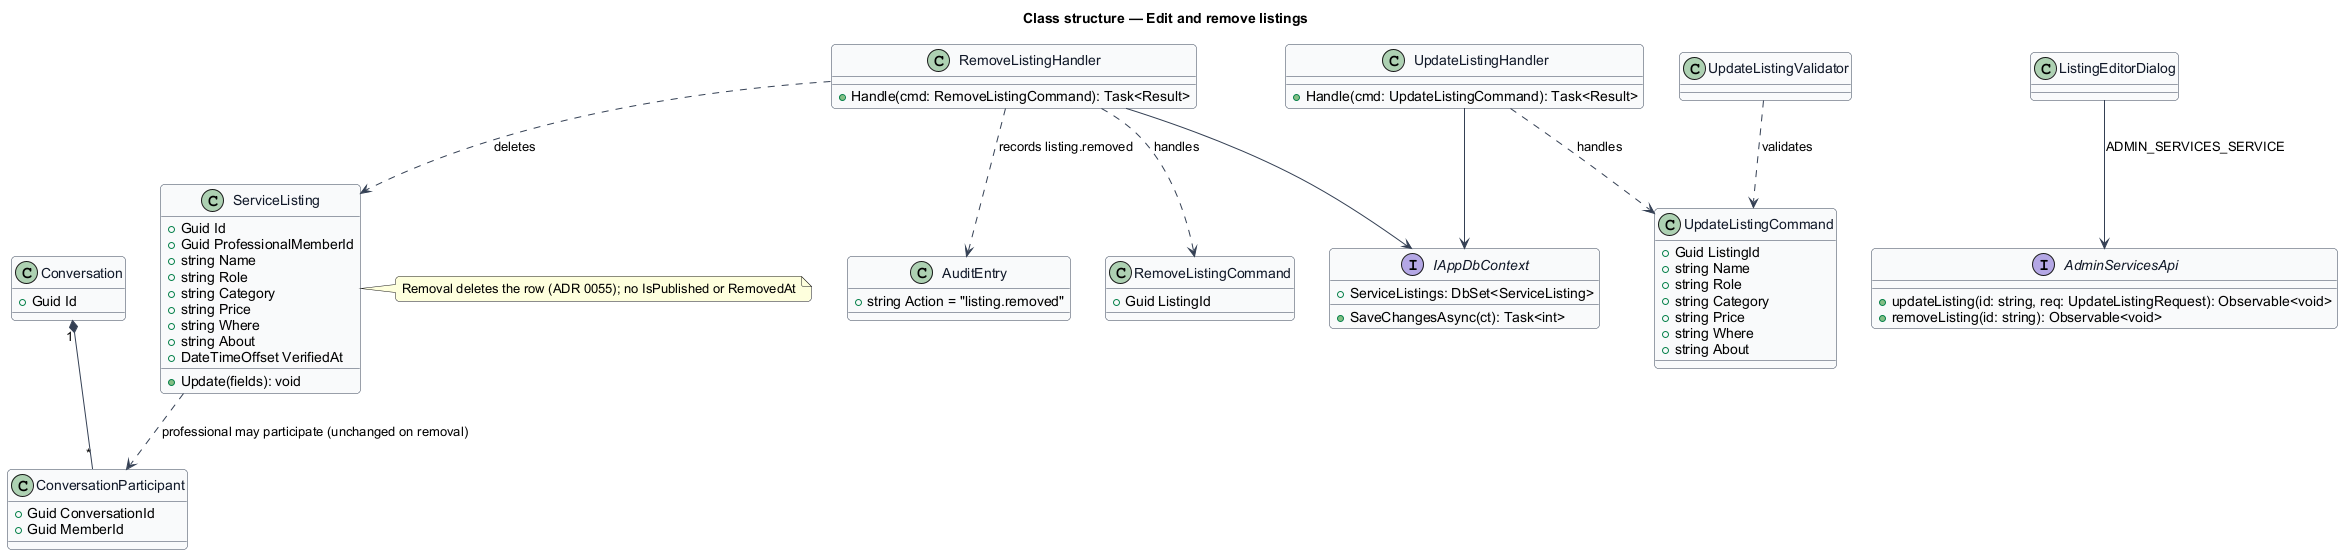 Class structure — Edit and remove listings
C RemoveListingHandler
Handle(cmd: RemoveListingCommand): Task<Result>
C UpdateListingHandler
Handle(cmd: UpdateListingCommand): Task<Result>
C UpdateListingValidator
C ListingEditorDialog
deletes
records listing.removed
handles
handles
validates
ADMIN_SERVICES_SERVICE
C Conversation
Guid Id
1
*
C ServiceListing
Guid Id
Guid ProfessionalMemberId
string Name
string Role
string Category
string Price
string Where
string About
DateTimeOffset VerifiedAt
Update(fields): void
Removal deletes the row (ADR 0055); no IsPublished or RemovedAt
C AuditEntry
string Action = "listing.removed"
C RemoveListingCommand
Guid ListingId
I IAppDbContext
ServiceListings: DbSet<ServiceListing>
SaveChangesAsync(ct): Task<int>
C UpdateListingCommand
Guid ListingId
string Name
string Role
string Category
string Price
string Where
string About
I AdminServicesApi
updateListing(id: string, req: UpdateListingRequest): Observable<void>
removeListing(id: string): Observable<void>
professional may participate (unchanged on removal)
C ConversationParticipant
Guid ConversationId
Guid MemberId